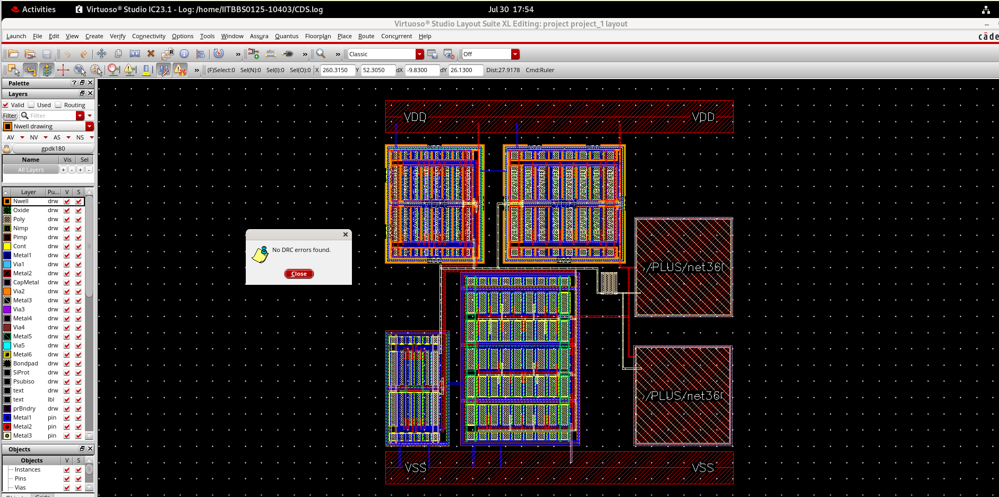 Activities
Virtuoso® Studio IC23.1 - Log: /home/IITBBS0125-10403/CDS.log
Jul 30 17:54
Virtuoso® Studio Layout Suite XL Editing: project project_1 layout
Launch File Edit View Create Verify Connectivity Options Tools Window Assura Quantus Floorplan Place Route Concurrent Help
cāde
abc
Classic
Off
(F)Select:0 Sel(N):0 Sel(I):0 Sel(O):0 X 260.3150 Y 52.3050 dX -9.8300 dY 26.1300 Dist:27.9178 Cmd:Ruler
Palette
Layers
Valid Used Routing
Filter Filter
Nwell drawing
AV NV AS NS
gpdk180
Name Vis Sel
All Layers + - + -
Layer Pu... V S
Nwell drw
Oxide drw
Poly drw
Nimp drw
Pimp drw
Cont drw
Metal1 drw
Via1 drw
Metal2 drw
CapMetal drw
Via2 drw
Metal3 drw
Via3 drw
Metal4 drw
Via4 drw
Metal5 drw
Via5 drw
Metal6 drw
Bondpad drw
SiProt drw
Psubiso drw
text drw
text lbl
prBndry drw
Metal1 pin
Metal2 pin
Metal3 pin
Objects
Objects V S
Instances
Pins
Vias
Grids
No DRC errors found.
Close
VDD VDD
/PLUS/net36
/PLUS/net36
VSS VSS